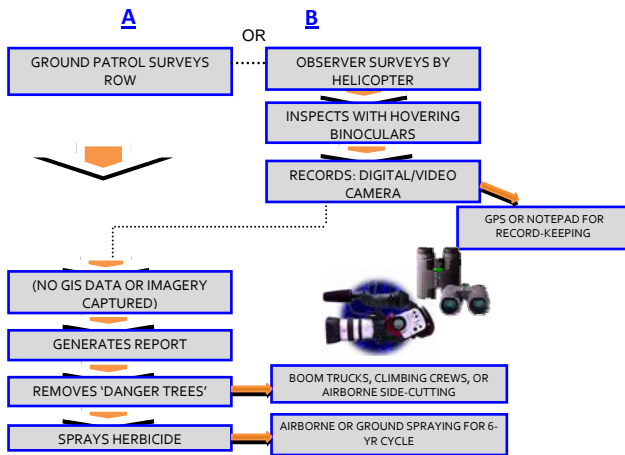 A
OR
B
GROUND PATROL SURVEYS
ROW
OBSERVER SURVEYS BY
HELICOPTER
INSPECTS WITH HOVERING
BINOCULARS
RECORDS: DIGITAL/VIDEO
CAMERA
GPS OR NOTEPAD FOR
RECORD-KEEPING
(NO GIS DATA OR IMAGERY
CAPTURED)
GENERATES REPORT
REMOVES ‘DANGER TREES’
BOOM TRUCKS, CLIMBING CREWS, OR
AIRBORNE SIDE-CUTTING
SPRAYS HERBICIDE
AIRBORNE OR GROUND SPRAYING FOR 6-
YR CYCLE